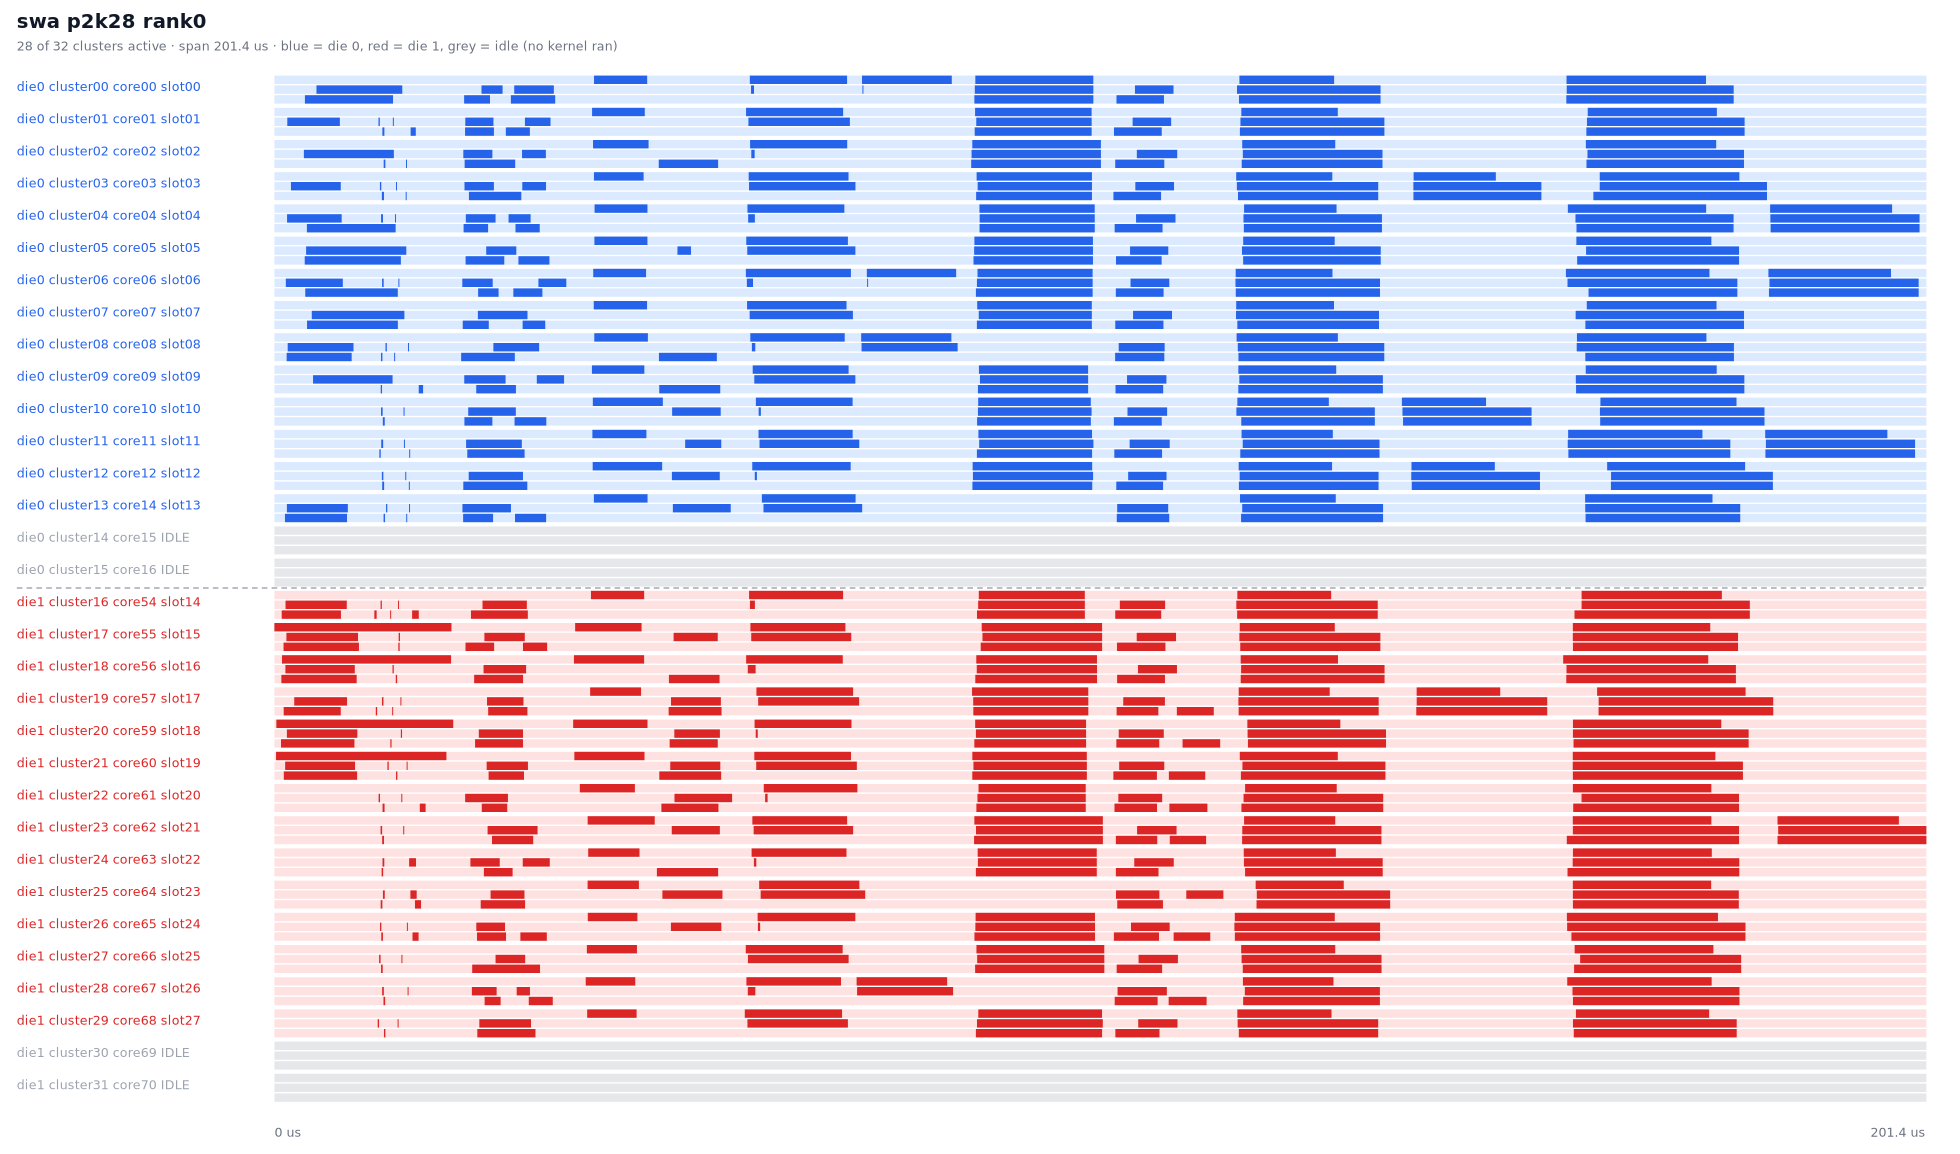 swa p2k28 rank0
28 of 32 clusters active · span 201.4 us · blue = die 0, red = die 1, grey = idle (no kernel ran)
die0 cluster00 core00 slot00
die0 cluster01 core01 slot01
die0 cluster02 core02 slot02
die0 cluster03 core03 slot03
die0 cluster04 core04 slot04
die0 cluster05 core05 slot05
die0 cluster06 core06 slot06
die0 cluster07 core07 slot07
die0 cluster08 core08 slot08
die0 cluster09 core09 slot09
die0 cluster10 core10 slot10
die0 cluster11 core11 slot11
die0 cluster12 core12 slot12
die0 cluster13 core14 slot13
die0 cluster14 core15 IDLE
die0 cluster15 core16 IDLE
die1 cluster16 core54 slot14
die1 cluster17 core55 slot15
die1 cluster18 core56 slot16
die1 cluster19 core57 slot17
die1 cluster20 core59 slot18
die1 cluster21 core60 slot19
die1 cluster22 core61 slot20
die1 cluster23 core62 slot21
die1 cluster24 core63 slot22
die1 cluster25 core64 slot23
die1 cluster26 core65 slot24
die1 cluster27 core66 slot25
die1 cluster28 core67 slot26
die1 cluster29 core68 slot27
die1 cluster30 core69 IDLE
die1 cluster31 core70 IDLE
0 us
201.4 us